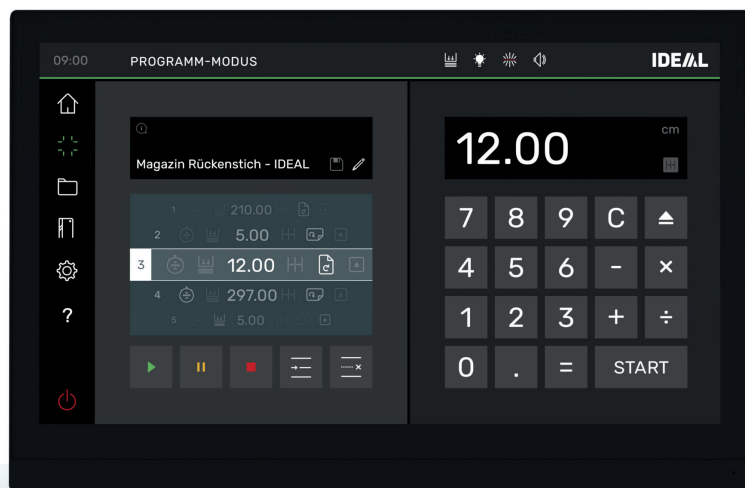 09:00 PROGRAMM-MODUS IDEAL
Magazin Rückenstich - IDEAL
1 210.00
2 5.00
3 12.00
4 297.00
5 5.00
12.00 cm
7 8 9 C
4 5 6 - ×
1 2 3 + ÷
0 . = START
?